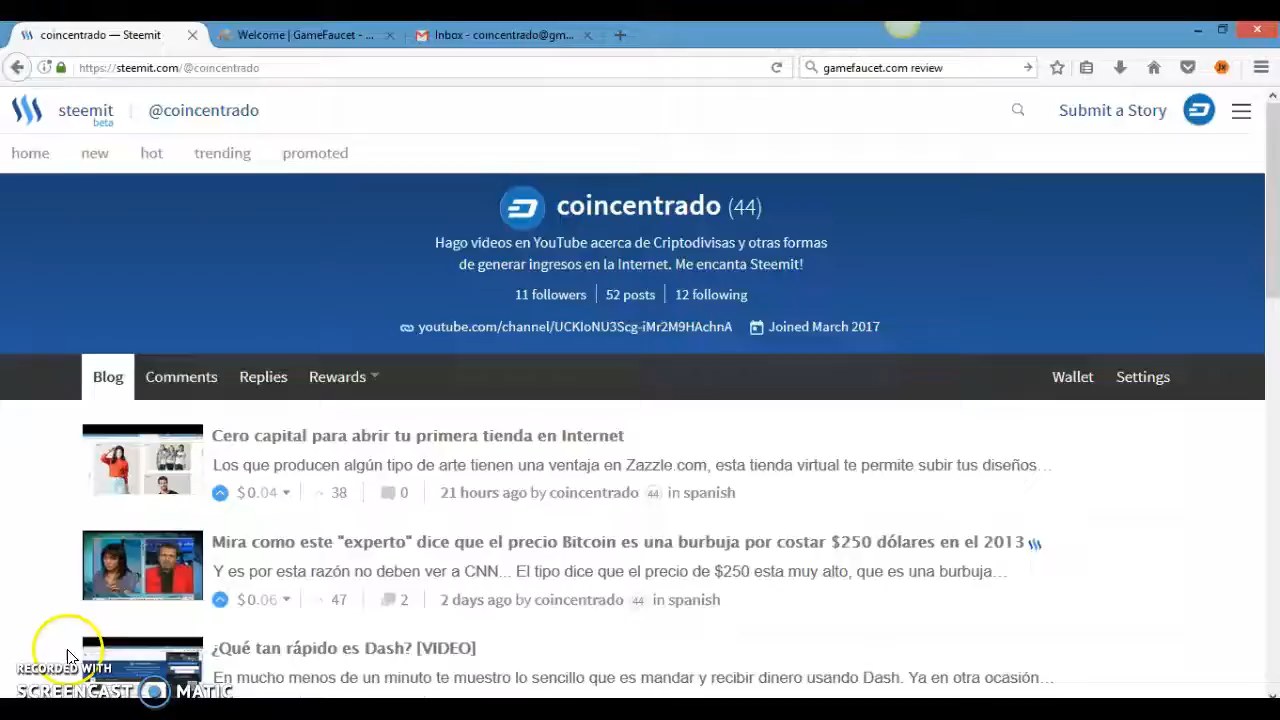 coincentrado — Steemit
Welcome | GameFaucet - ...
Inbox - coincentrado@gm...
https://steemit.com/@coincentrado
gamefaucet.com review
steemit
beta
@coincentrado
Submit a Story
home new hot trending promoted
coincentrado (44)
Hago videos en YouTube acerca de Criptodivisas y otras formas
de generar ingresos en la Internet. Me encanta Steemit!
11 followers 52 posts 12 following
youtube.com/channel/UCKIoNU3Scg-iMr2M9HAchnA Joined March 2017
Blog Comments Replies Rewards Wallet Settings
Cero capital para abrir tu primera tienda en Internet
Los que producen algún tipo de arte tienen una ventaja en Zazzle.com, esta tienda virtual te permite subir tus diseños...
$0.04 38 0 21 hours ago by coincentrado 44 in spanish
Mira como este "experto" dice que el precio Bitcoin es una burbuja por costar $250 dólares en el 2013
Y es por esta razón no deben ver a CNN... El tipo dice que el precio de $250 esta muy alto, que es una burbuja...
$0.06 47 2 2 days ago by coincentrado 44 in spanish
¿Qué tan rápido es Dash? [VIDEO]
En mucho menos de un minuto te muestro lo sencillo que es mandar y recibir dinero usando Dash. Ya en otra ocasión...
RECORDED WITH
SCREENCAST MATIC